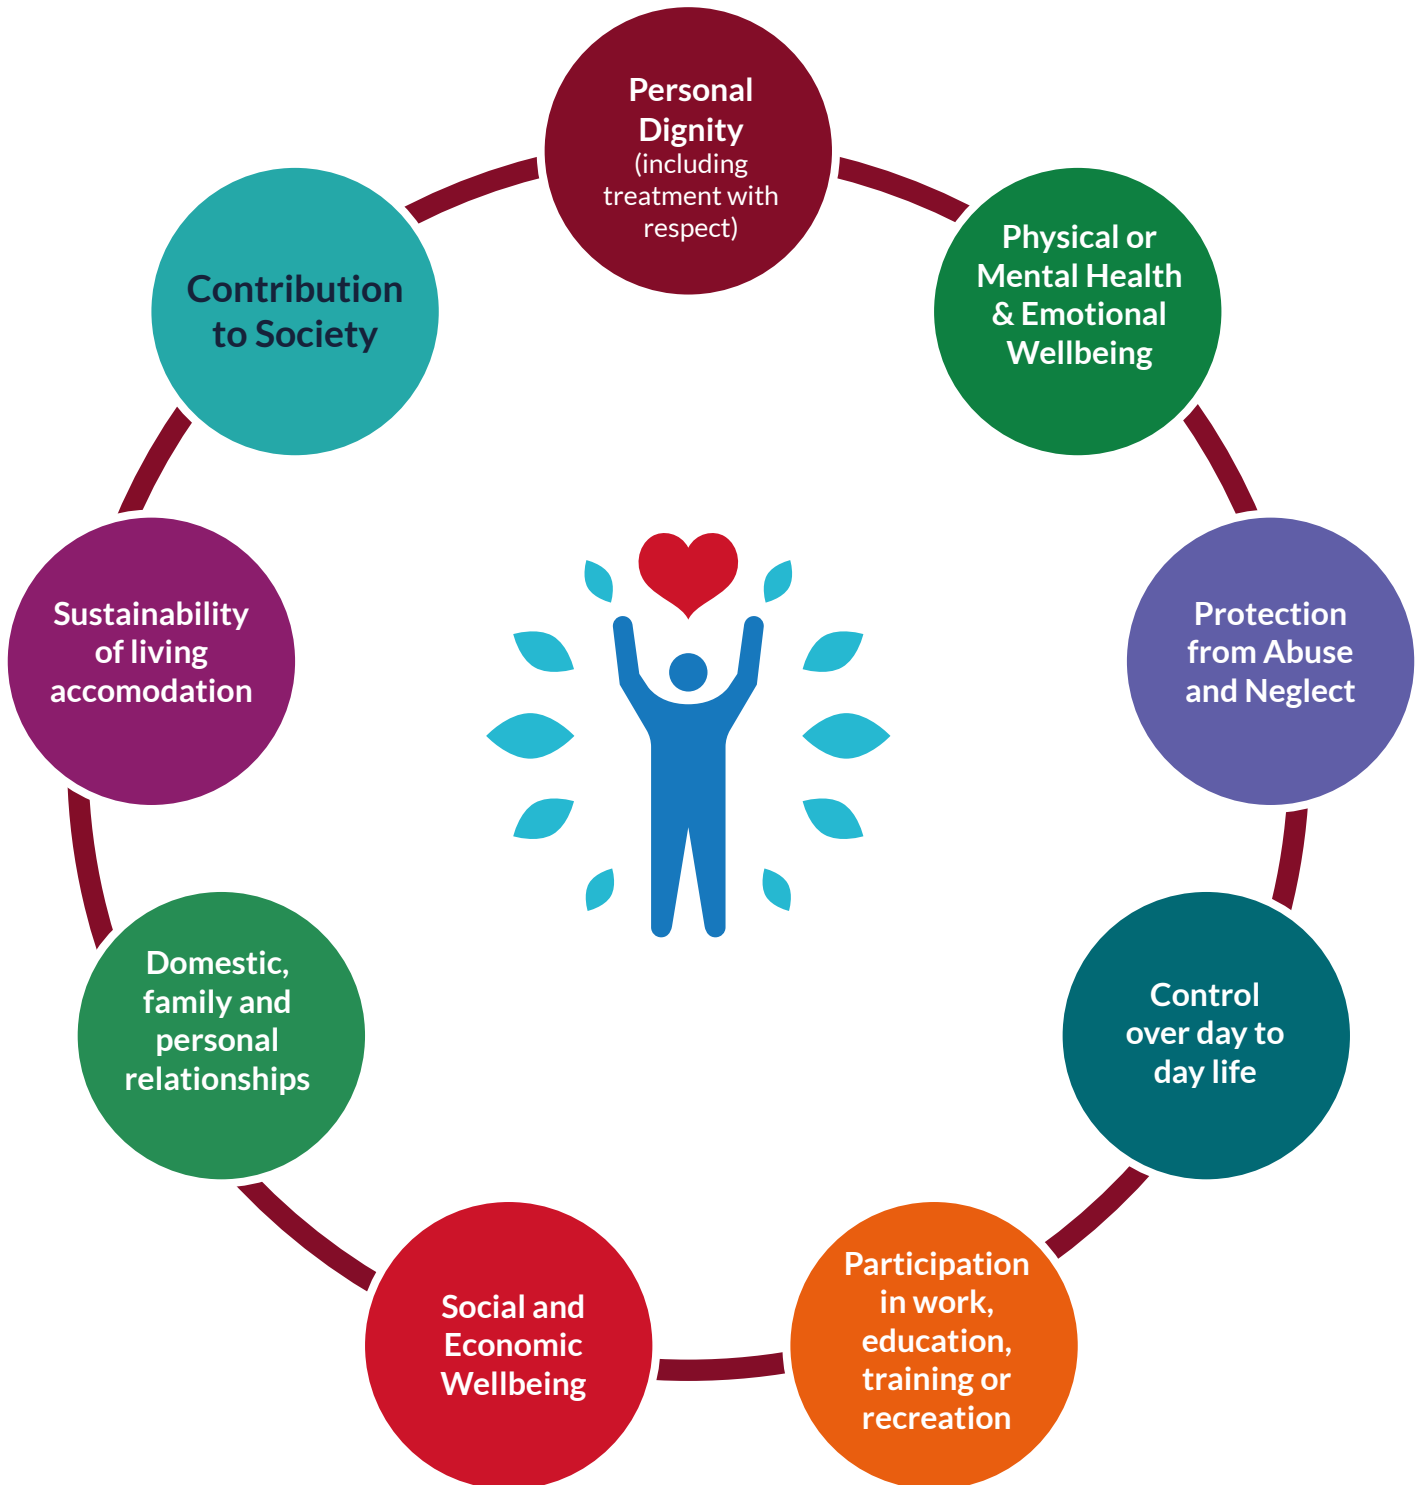 Personal
Dignity
(including
treatment with
respect)
Physical or
Mental Health
& Emotional
Wellbeing
Protection
from Abuse
and Neglect
Control
over day to
day life
Participation
in work,
education,
training or
recreation
Social and
Economic
Wellbeing
Domestic,
family and
personal
relationships
Sustainability
of living
accomodation
Contribution
to Society